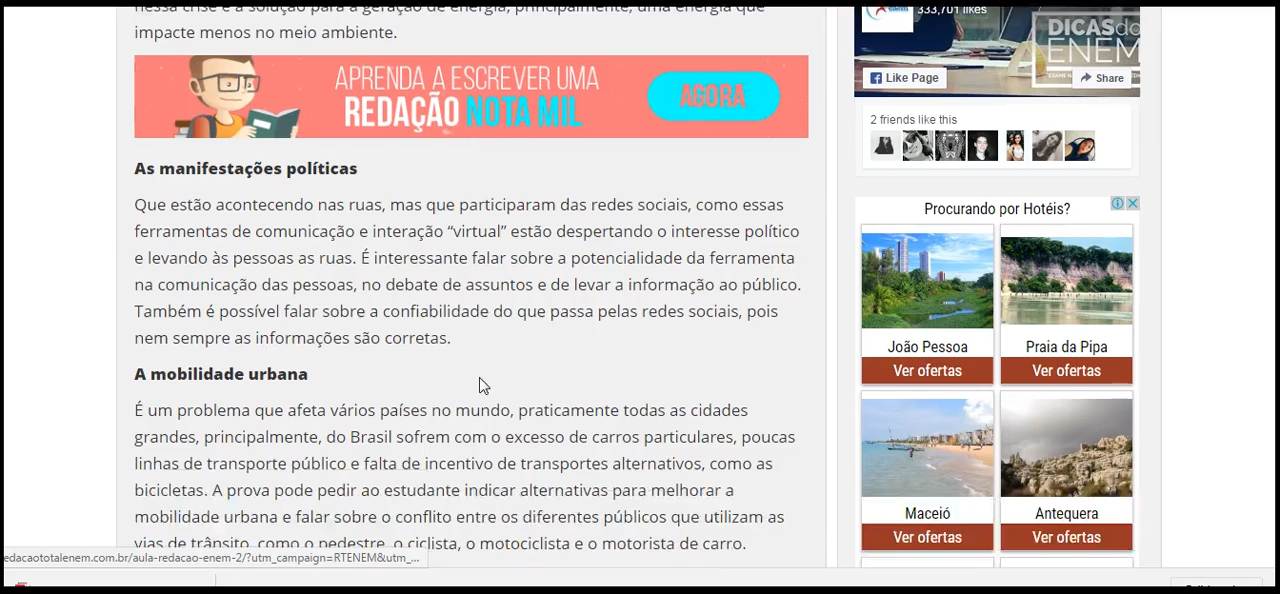 nessa crise é a solução para a geração de energia, principalmente, uma energia que
impacte menos no meio ambiente.
APRENDA A ESCREVER UMA
REDAÇÃO NOTA MIL
AGORA
As manifestações políticas
Que estão acontecendo nas ruas, mas que participaram das redes sociais, como essas
ferramentas de comunicação e interação “virtual” estão despertando o interesse político
e levando às pessoas as ruas. É interessante falar sobre a potencialidade da ferramenta
na comunicação das pessoas, no debate de assuntos e de levar a informação ao público.
Também é possível falar sobre a confiabilidade do que passa pelas redes sociais, pois
nem sempre as informações são corretas.
A mobilidade urbana
É um problema que afeta vários países no mundo, praticamente todas as cidades
grandes, principalmente, do Brasil sofrem com o excesso de carros particulares, poucas
linhas de transporte público e falta de incentivo de transportes alternativos, como as
bicicletas. A prova pode pedir ao estudante indicar alternativas para melhorar a
mobilidade urbana e falar sobre o conflito entre os diferentes públicos que utilizam as
vias de trânsito, como o pedestre, o ciclista, o motociclista e o motorista de carro.
edacaototalenem.com.br/aula-redacao-enem-2/?utm_campaign=RTENEM&utm_...
333,701 likes
DICAS do
ENEM
Like Page
Share
2 friends like this
Procurando por Hotéis?
João Pessoa
Ver ofertas
Praia da Pipa
Ver ofertas
Maceió
Ver ofertas
Antequera
Ver ofertas